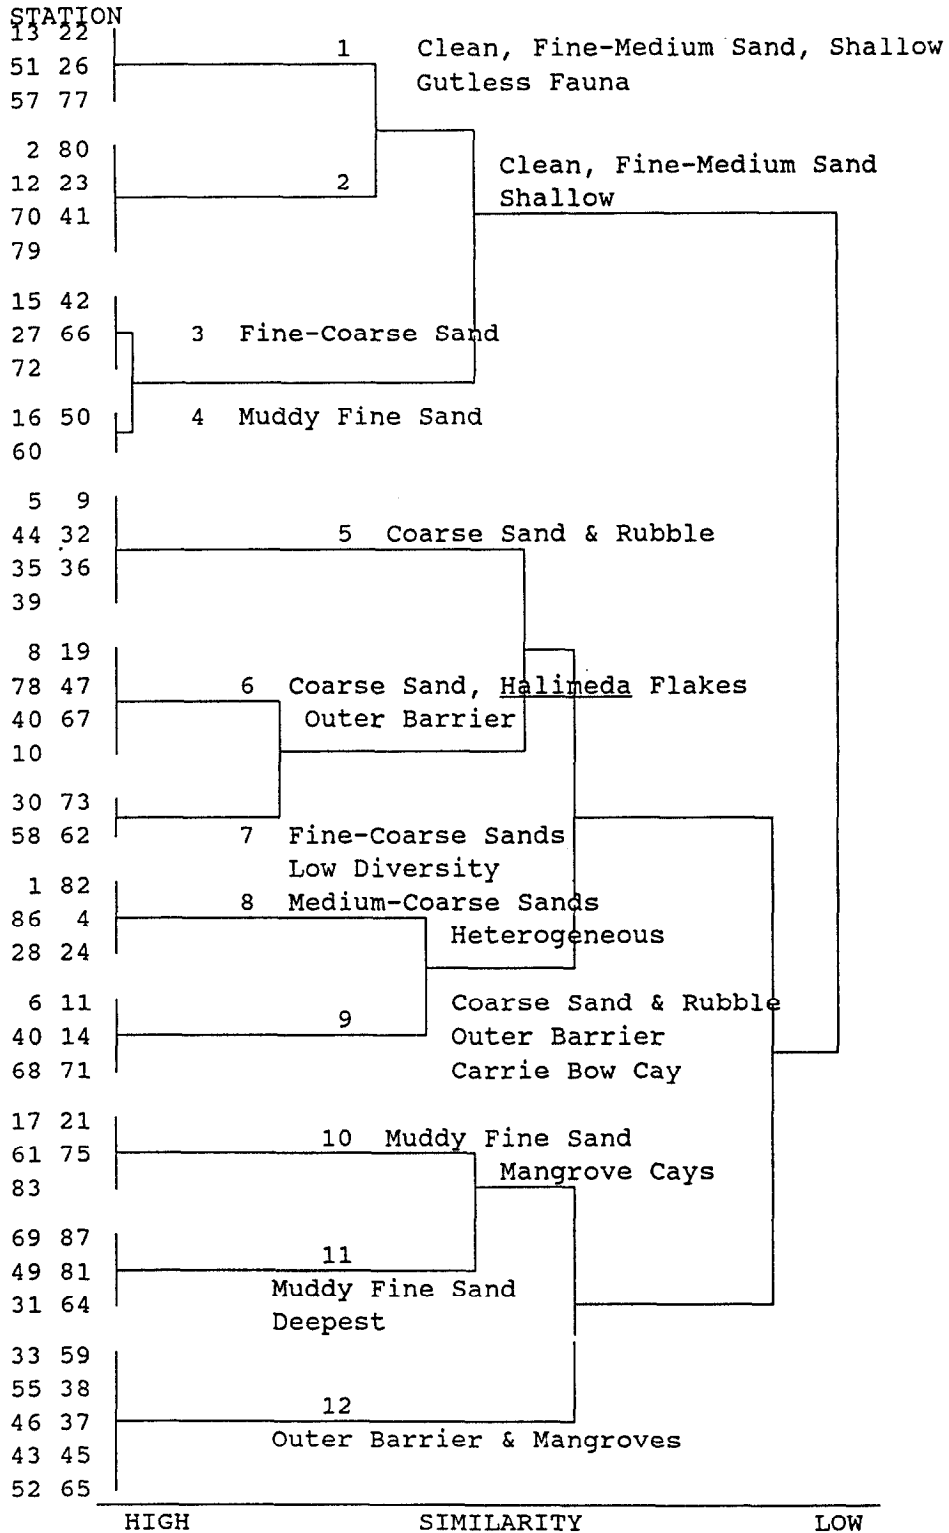 STATION
13 22
1 Clean, Fine-Medium Sand, Shallow
51 26
Gutless Fauna
57 77
2 80
Clean, Fine-Medium Sand
12 23 2
Shallow
70 41
79
15 42
27 66 3 Fine-Coarse Sand
72
16 50 4 Muddy Fine Sand
60
5 9
44 32 5 Coarse Sand & Rubble
35 36
39
8 19
78 47 6 Coarse Sand, Halimeda Flakes
40 67 Outer Barrier
10
30 73
58 62 7 Fine-Coarse Sands
Low Diversity
1 82
8 Medium-Coarse Sands
86 4
Heterogeneous
28 24
6 11 Coarse Sand & Rubble
9
40 14 Outer Barrier
68 71 Carrie Bow Cay
17 21
10 Muddy Fine Sand
61 75
Mangrove Cays
83
69 87
11
49 81
Muddy Fine Sand
31 64
Deepest
33 59
55 38
12
46 37
Outer Barrier & Mangroves
43 45
52 65
HIGH SIMILARITY LOW